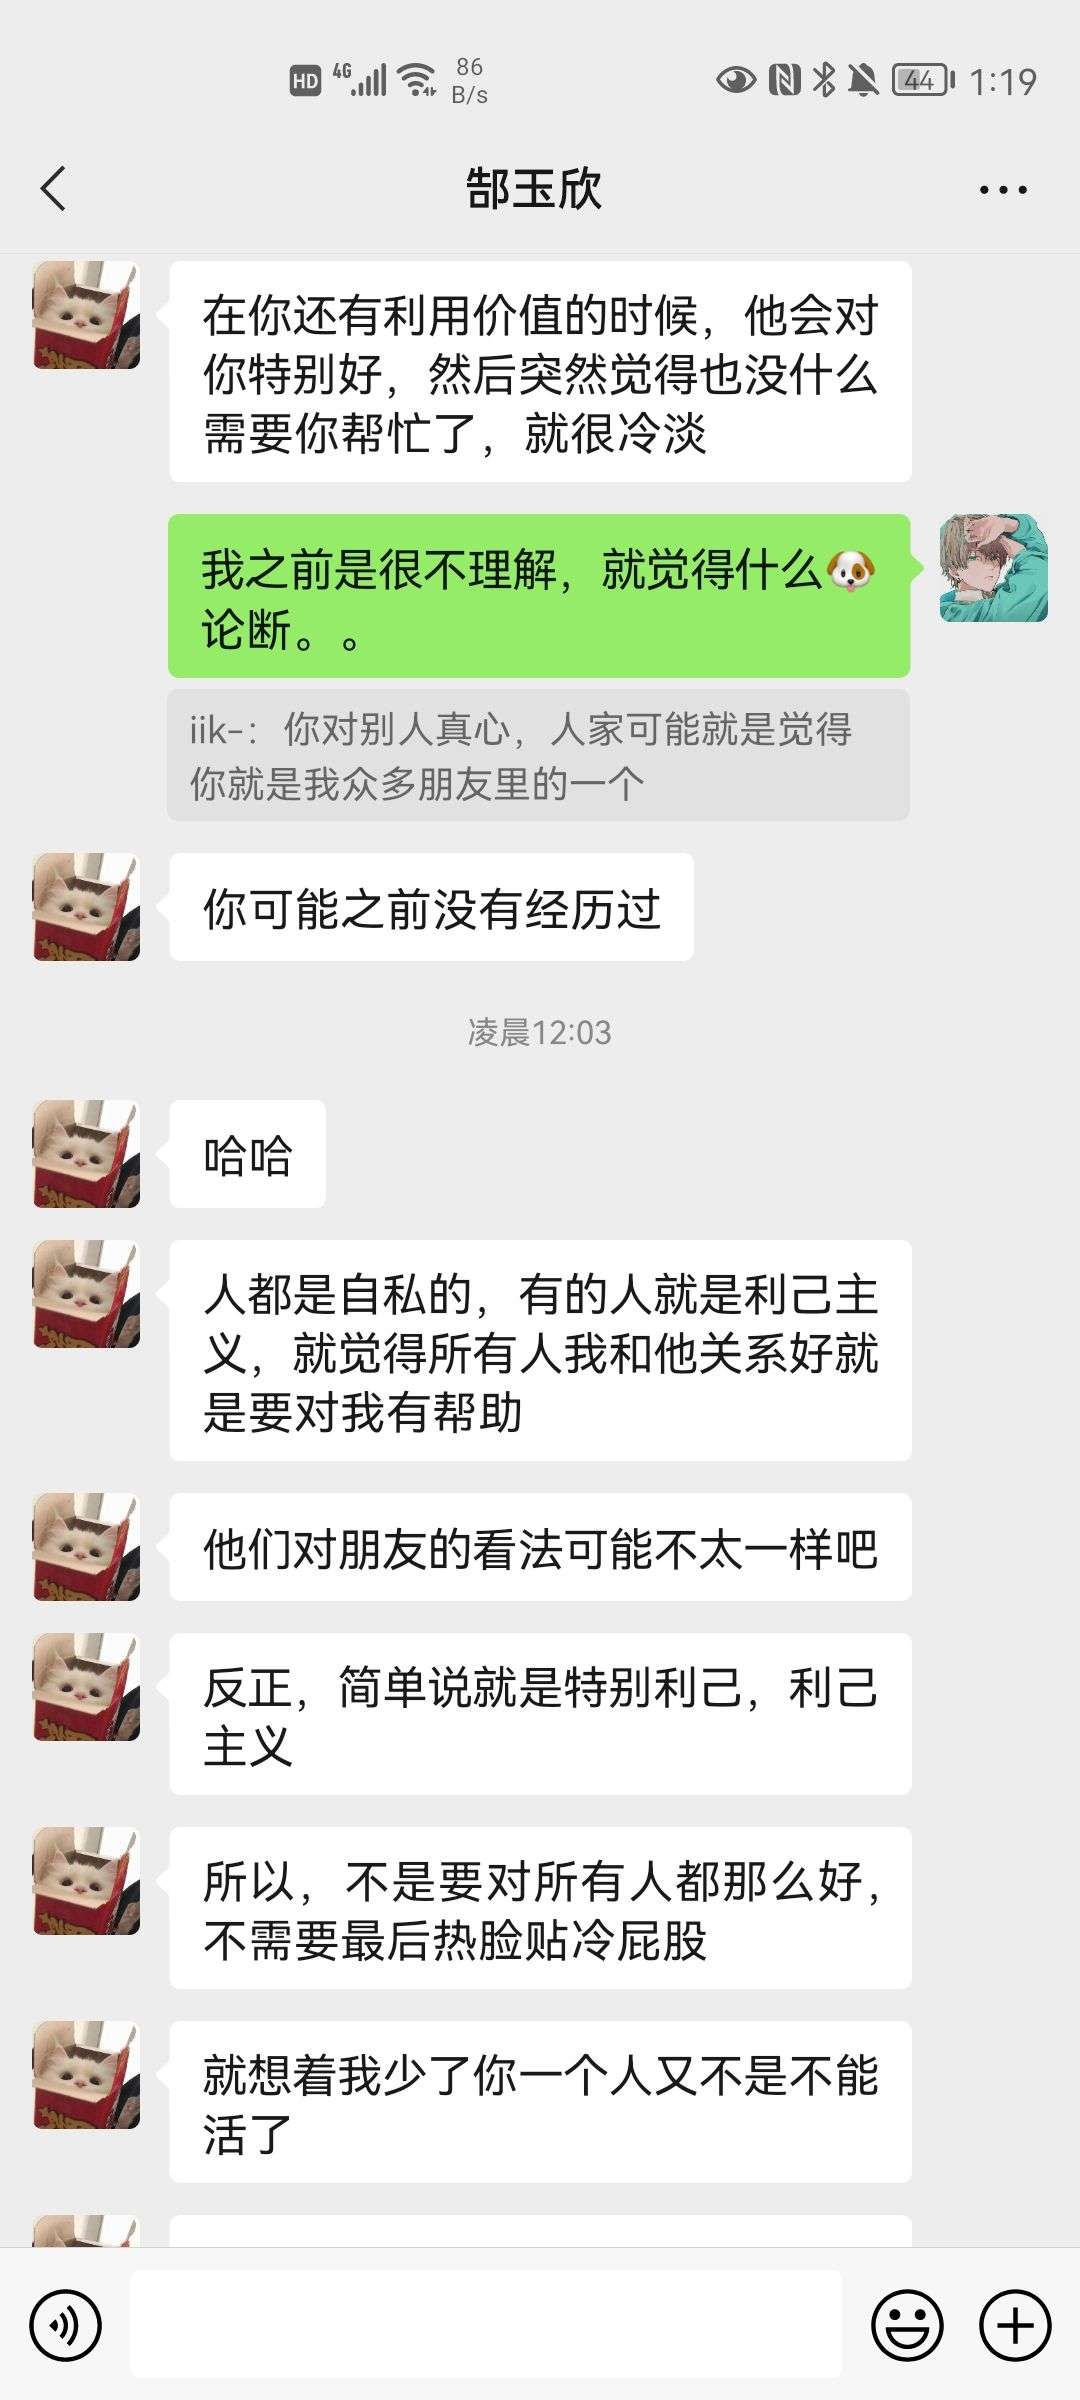 HD 4G 86 B/s 44 1:19
郜玉欣
在你还有利用价值的时候，他会对
你特别好，然后突然觉得也没什么
需要你帮忙了，就很冷淡
我之前是很不理解，就觉得什么🐶
论断。。
iik-：你对别人真心，人家可能就是觉得
你就是我众多朋友里的一个
你可能之前没有经历过
凌晨12:03
哈哈
人都是自私的，有的人就是利己主
义，就觉得所有人我和他关系好就
是要对我有帮助
他们对朋友的看法可能不太一样吧
反正，简单说就是特别利己，利己
主义
所以，不是要对所有人都那么好，
不需要最后热脸贴冷屁股
就想着我少了你一个人又不是不能
活了